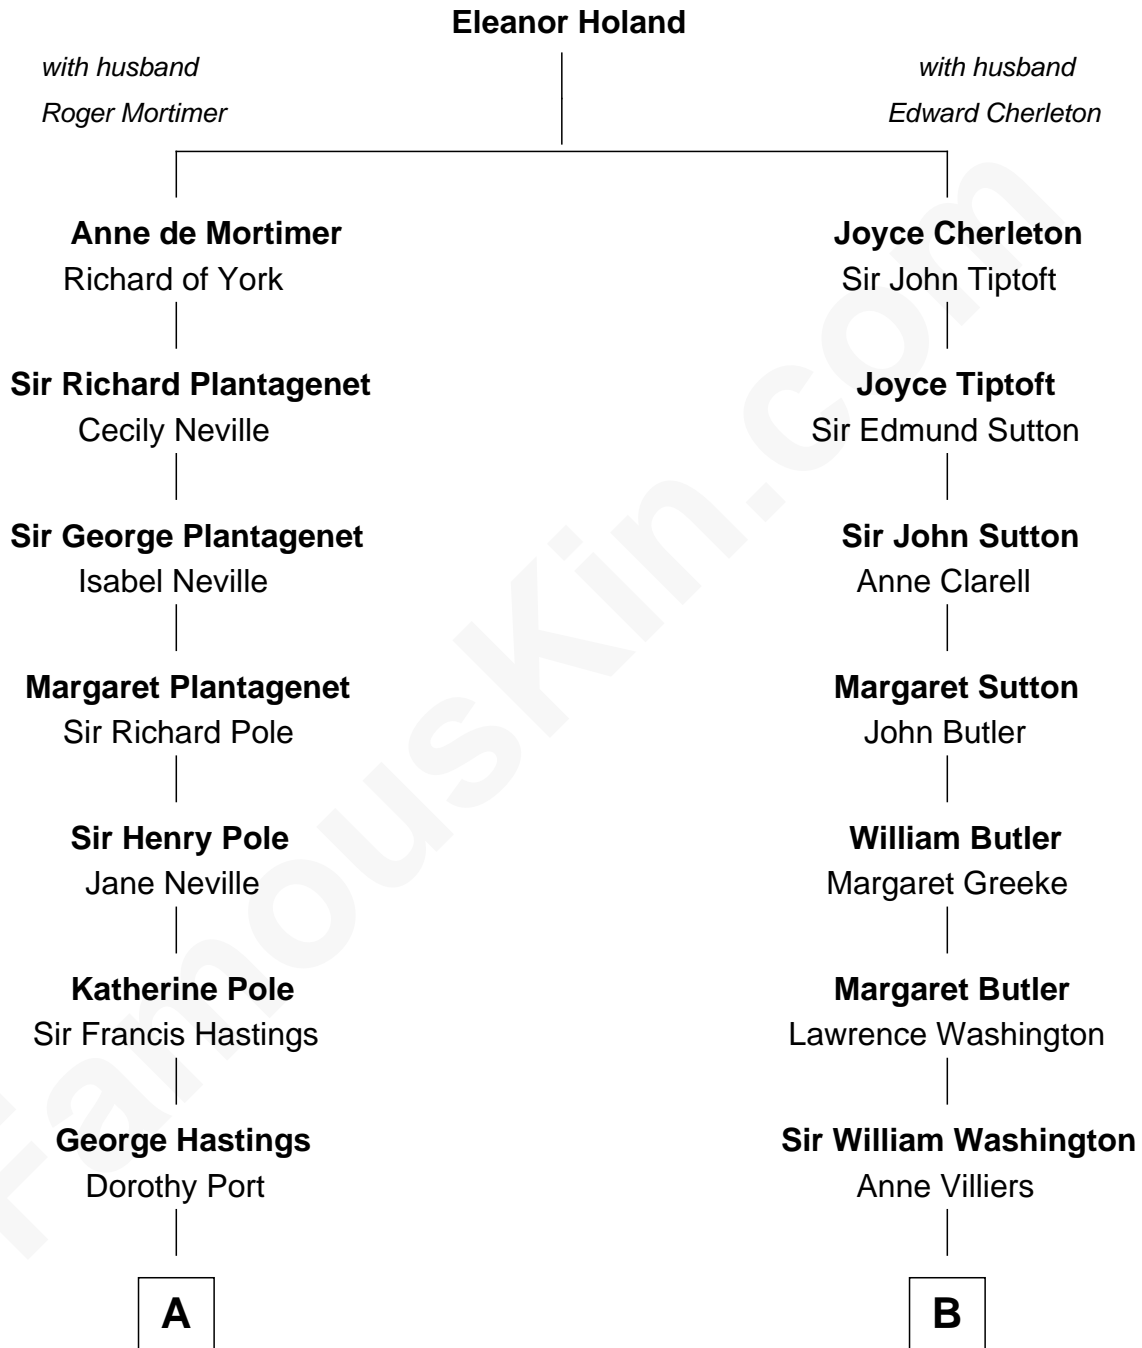 Eleanor Holand
with husband
Roger Mortimer
with husband
Edward Cherleton
Anne de Mortimer
Richard of York
Joyce Cherleton
Sir John Tiptoft
Sir Richard Plantagenet
Cecily Neville
Joyce Tiptoft
Sir Edmund Sutton
Sir George Plantagenet
Isabel Neville
Sir John Sutton
Anne Clarell
Margaret Plantagenet
Sir Richard Pole
Margaret Sutton
John Butler
Sir Henry Pole
Jane Neville
William Butler
Margaret Greeke
Katherine Pole
Sir Francis Hastings
Margaret Butler
Lawrence Washington
George Hastings
Dorothy Port
Sir William Washington
Anne Villiers
A
B
FamousKin.com